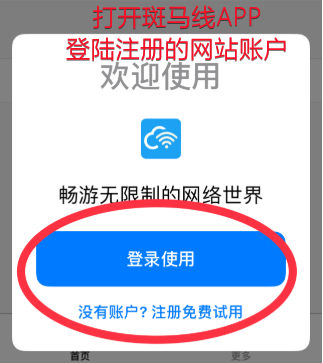 打开斑马线APP
登陆注册的网站账户
欢迎使用
畅游无限制的网络世界
登录使用
没有账户? 注册免费试用
首页 更多